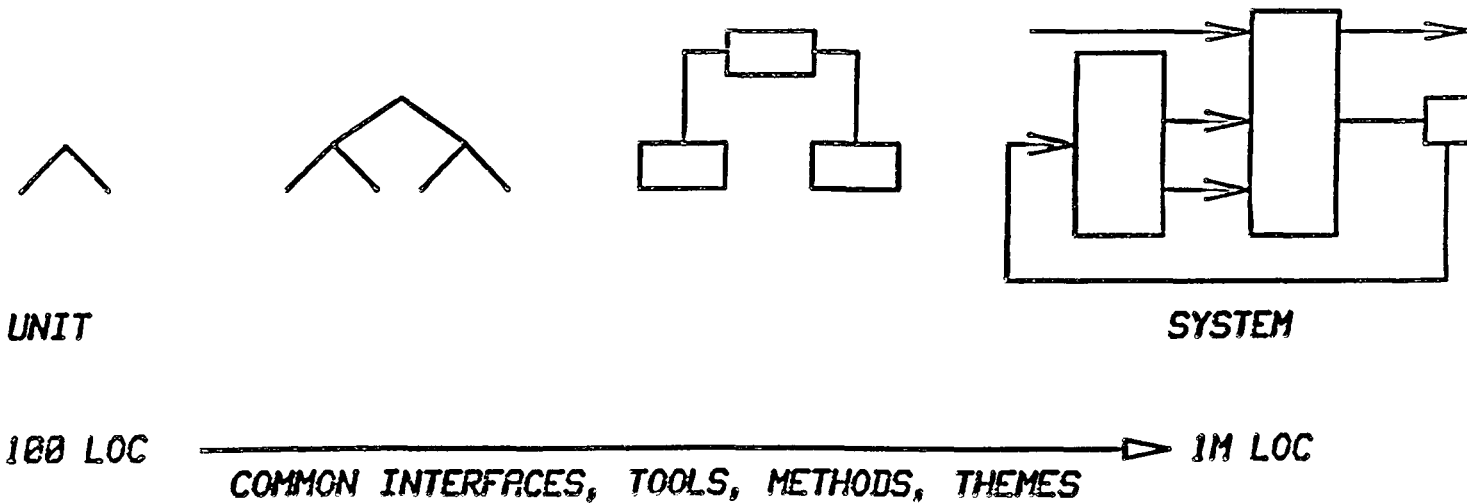 UNIT
SYSTEM
100 LOC
1M LOC
COMMON INTERFACES, TOOLS, METHODS, THEMES